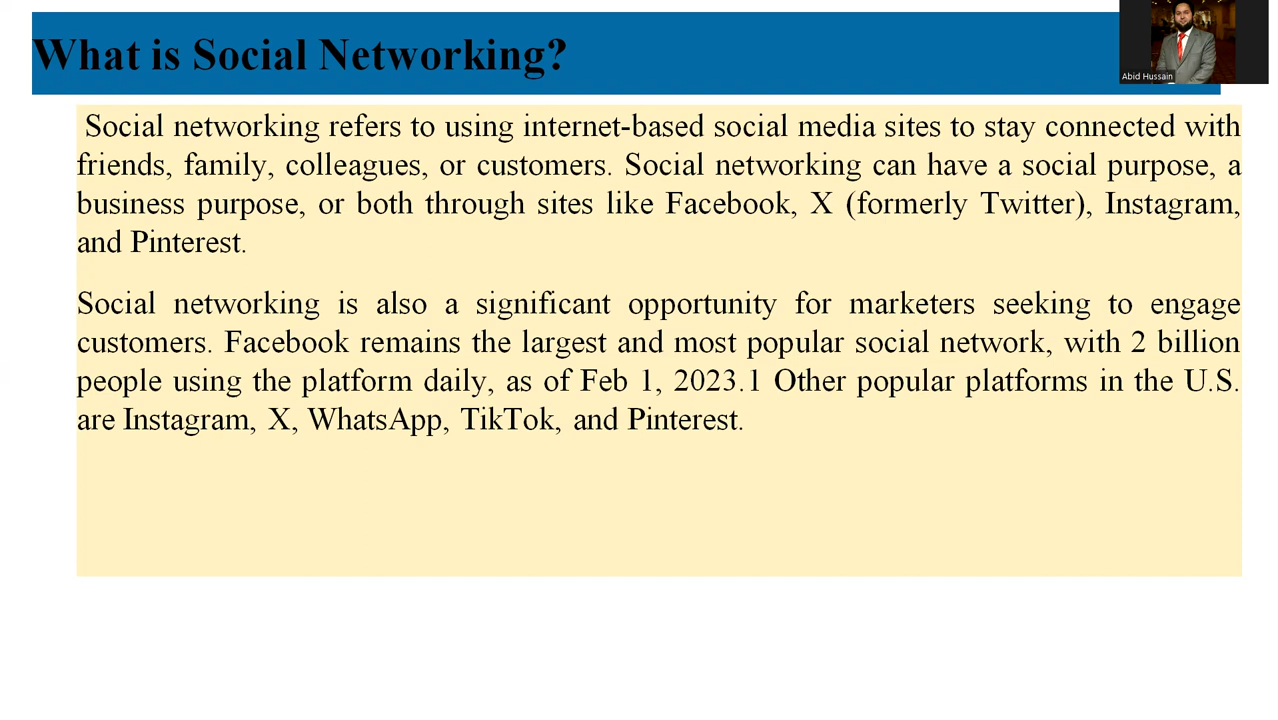 What is Social Networking?
Abid Hussain
Social networking refers to using internet-based social media sites to stay connected with
friends, family, colleagues, or customers. Social networking can have a social purpose, a
business purpose, or both through sites like Facebook, X (formerly Twitter), Instagram,
and Pinterest.
Social networking is also a significant opportunity for marketers seeking to engage
customers. Facebook remains the largest and most popular social network, with 2 billion
people using the platform daily, as of Feb 1, 2023.1 Other popular platforms in the U.S.
are Instagram, X, WhatsApp, TikTok, and Pinterest.